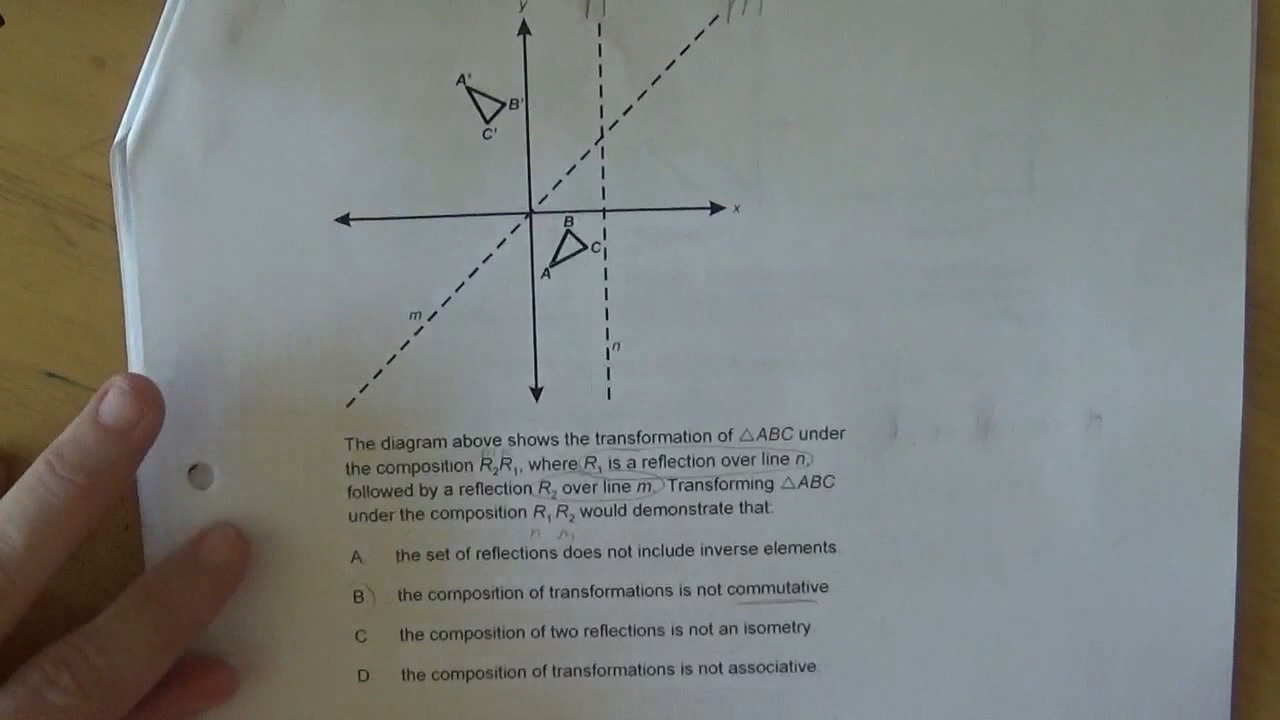 y
n
m
A'
B'
C'
x
B
C
A
m
n
The diagram above shows the transformation of △ABC under
the composition R₂R₁, where R₁ is a reflection over line n,
followed by a reflection R₂ over line m. Transforming △ABC
under the composition R₁ R₂ would demonstrate that:
n m
A. the set of reflections does not include inverse elements.
B. the composition of transformations is not commutative.
C the composition of two reflections is not an isometry
D. the composition of transformations is not associative.